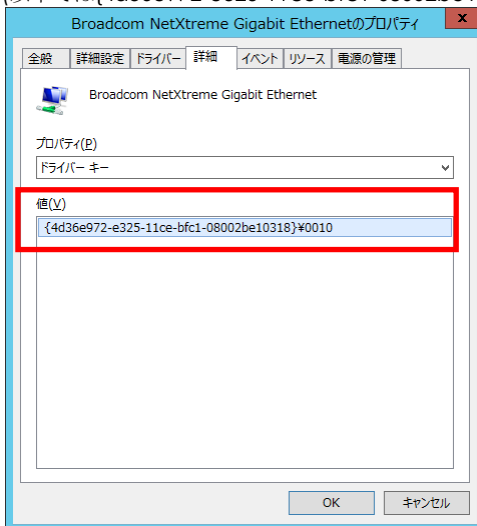 Broadcom NetXtreme Gigabit Ethernetのプロパティ
x
全般 詳細設定 ドライバー 詳細 イベント リソース 電源の管理
Broadcom NetXtreme Gigabit Ethernet
プロパティ(P)
ドライバー キー
値(V)
{4d36e972-e325-11ce-bfc1-08002be10318}¥0010
OK キャンセル